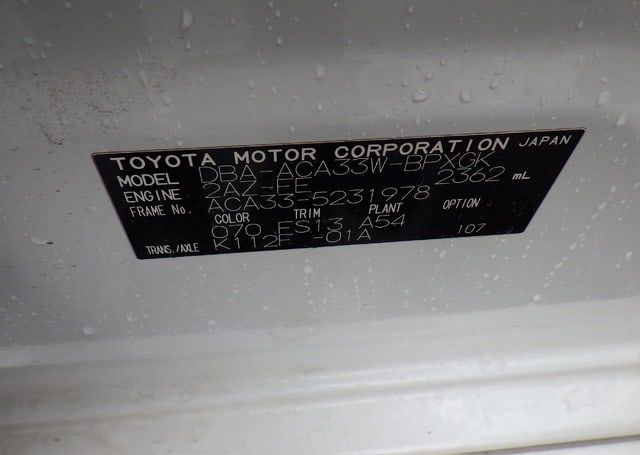 TOYOTA MOTOR CORPORATION JAPAN
MODEL DBA-ACA33W-BPXGK
ENGINE 2AZ-FE 2362 mL
FRAME No. ACA33-5231978
COLOR TRIM PLANT OPTION
070 FS13 A54
TRANS./AXLE K112F -01A 107